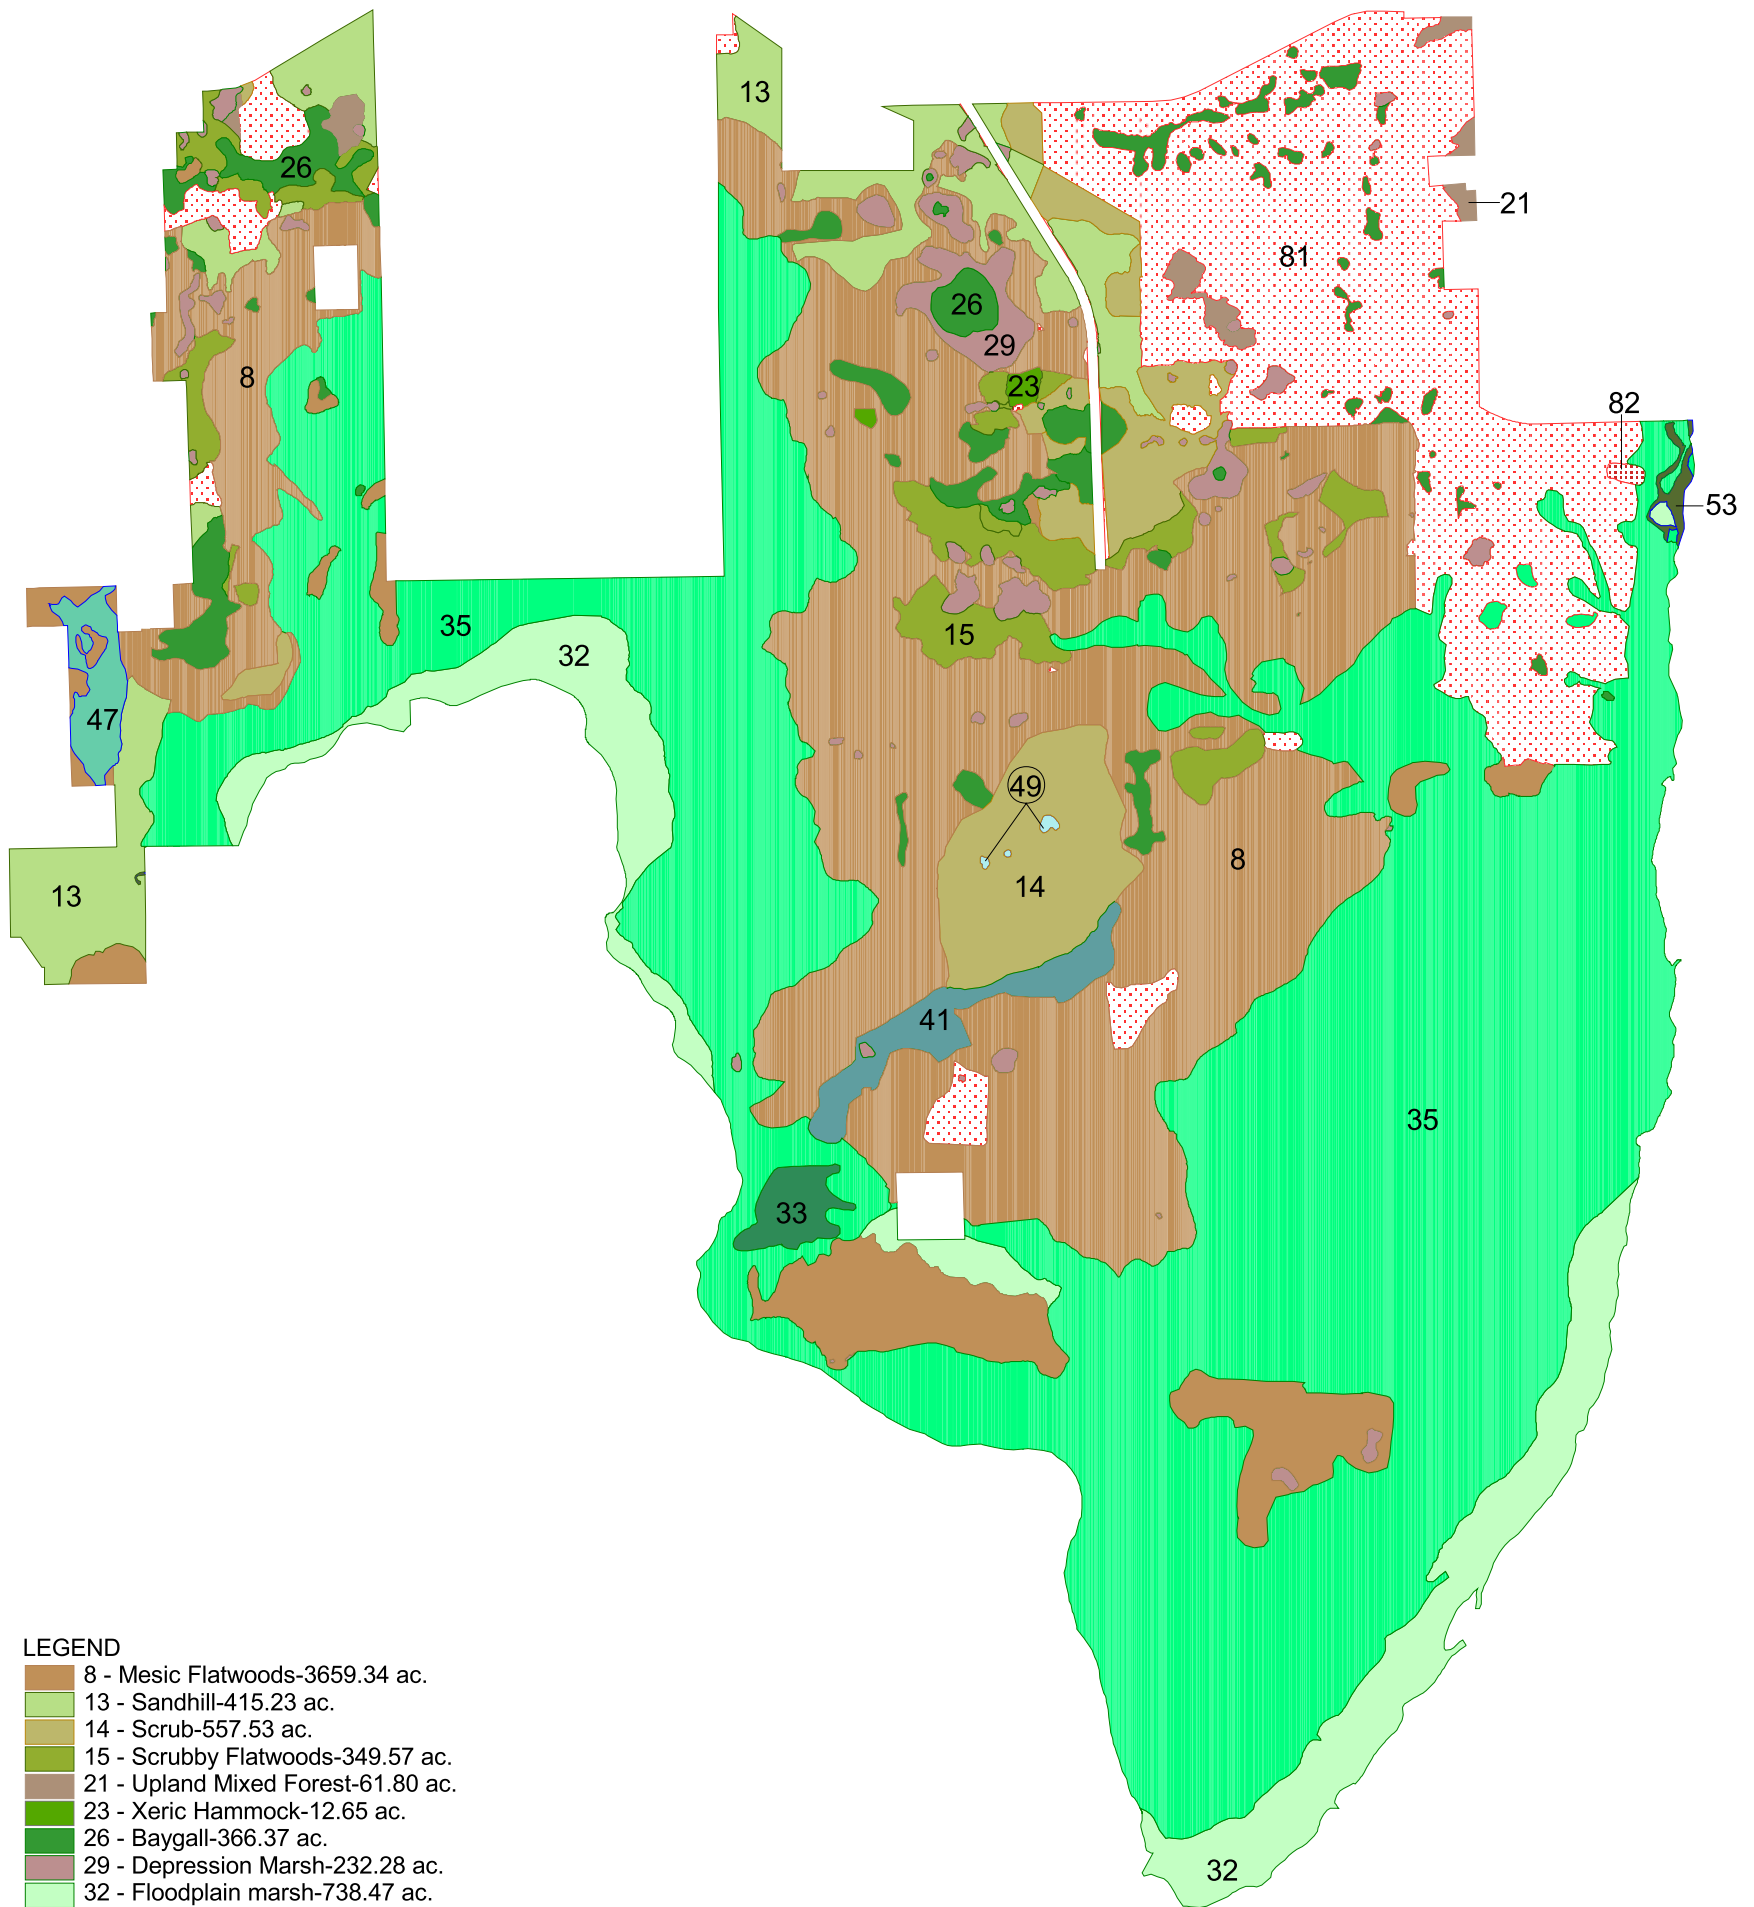 13
26
21
81
26
29
8
23
82
53
15
35
32
47
49
8
14
13
41
35
33
32
LEGEND
8 - Mesic Flatwoods-3659.34 ac.
13 - Sandhill-415.23 ac.
14 - Scrub-557.53 ac.
15 - Scrubby Flatwoods-349.57 ac.
21 - Upland Mixed Forest-61.80 ac.
23 - Xeric Hammock-12.65 ac.
26 - Baygall-366.37 ac.
29 - Depression Marsh-232.28 ac.
32 - Floodplain marsh-738.47 ac.